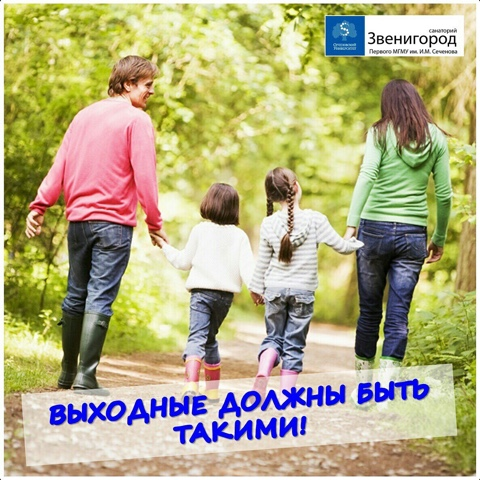 санаторий
Звенигород
Первого МГМУ им. И.М. Сеченова
ВЫХОДНЫЕ ДОЛЖНЫ БЫТЬ
ТАКИМИ!